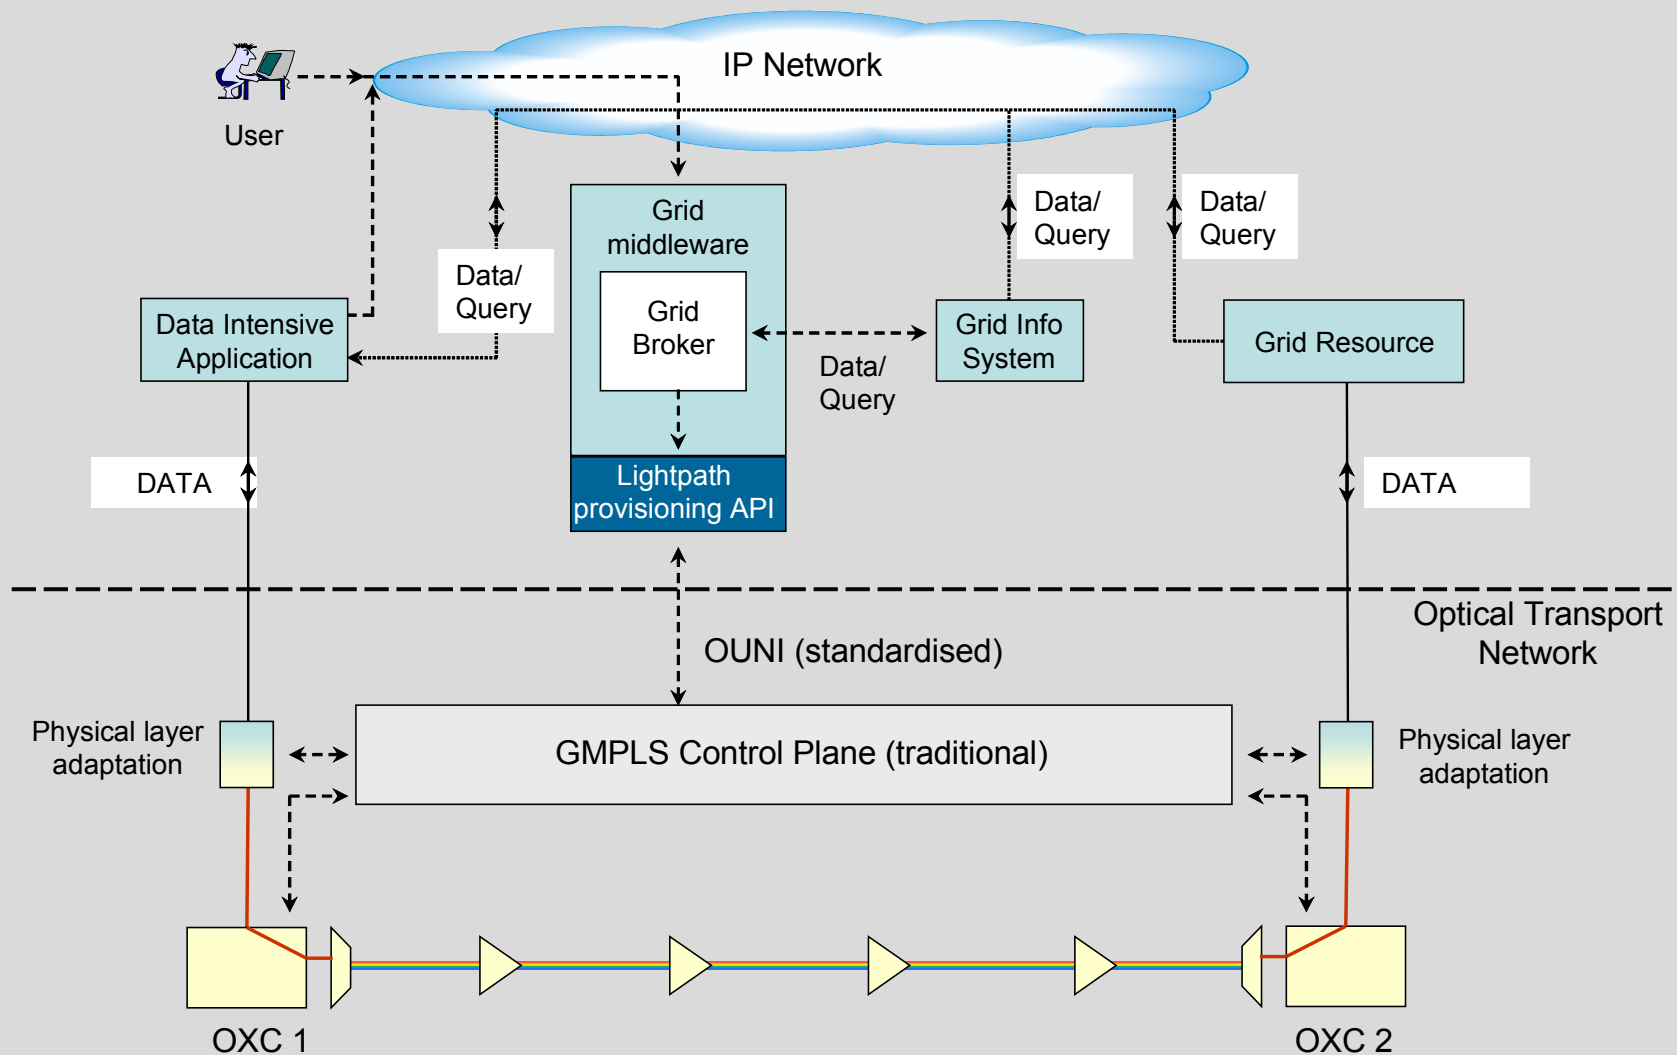 IP Network
User
Grid
middleware
Data/
Query
Data/
Query
Data/
Query
Data Intensive
Application
Grid
Broker
Grid Info
System
Grid Resource
Data/
Query
DATA
Lightpath
provisioning API
DATA
Optical Transport
Network
OUNI (standardised)
Physical layer
adaptation
GMPLS Control Plane (traditional)
Physical layer
adaptation
OXC 1
OXC 2